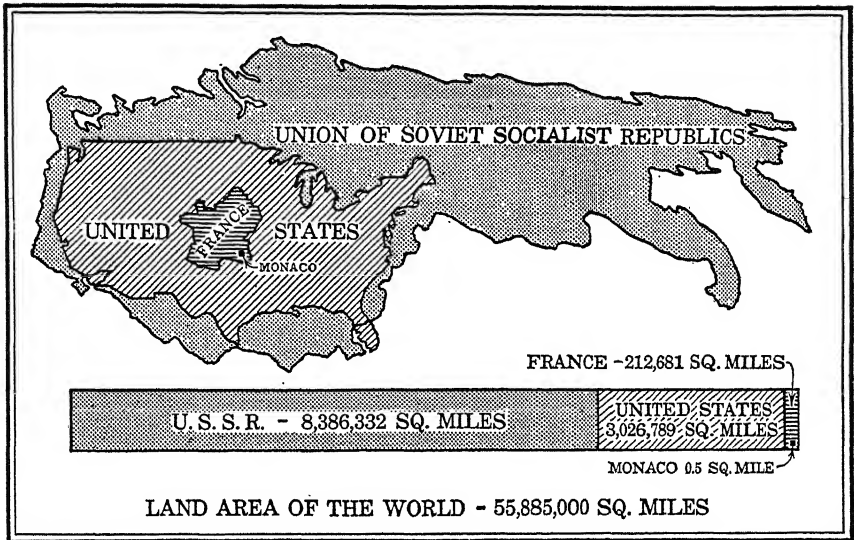 UNION OF SOVIET SOCIALIST REPUBLICS
UNITED
FRANCE
STATES
MONACO
FRANCE - 212,681 SQ. MILES
U. S. S. R. - 8,386,332 SQ. MILES
UNITED STATES
3,026,789 SQ. MILES
MONACO 0.5 SQ. MILE
LAND AREA OF THE WORLD - 55,885,000 SQ. MILES